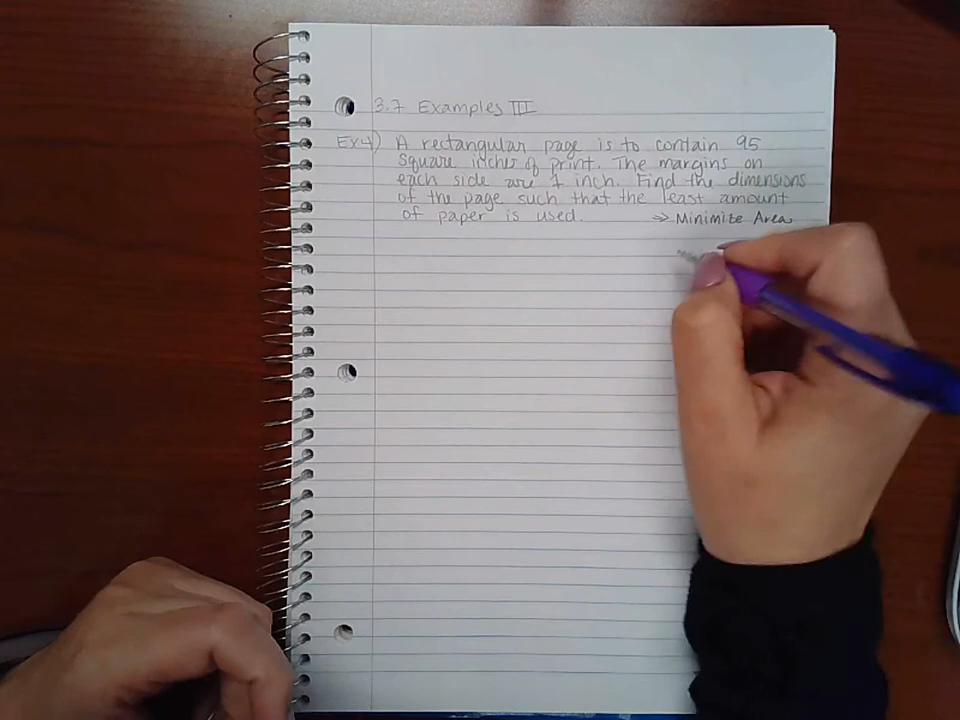 3.7 Examples III
Ex4) A rectangular page is to contain 95
square inches of print. The margins on
each side are 1 inch. Find the dimensions
of the page such that the least amount
of paper is used. ⇒ Minimize Area